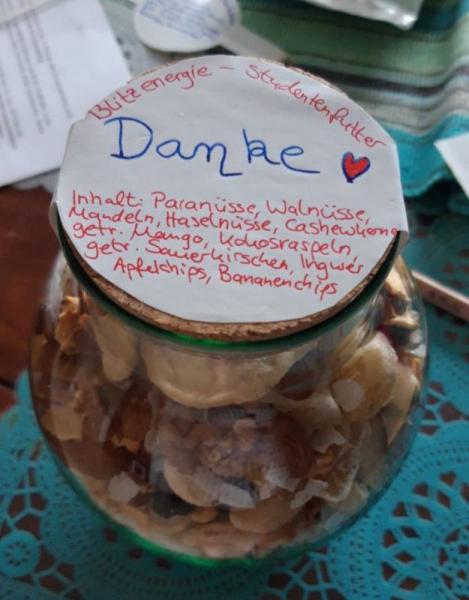 Blitzenergie - Studentenfutter
Danke
Inhalt: Paranüsse, Walnüsse,
Mandeln, Haselnüsse, Cashewkerne
getr. Mango, Kokosraspeln,
getr. Sauerkirschen, Ingwer
Apfelchips, Bananenchips